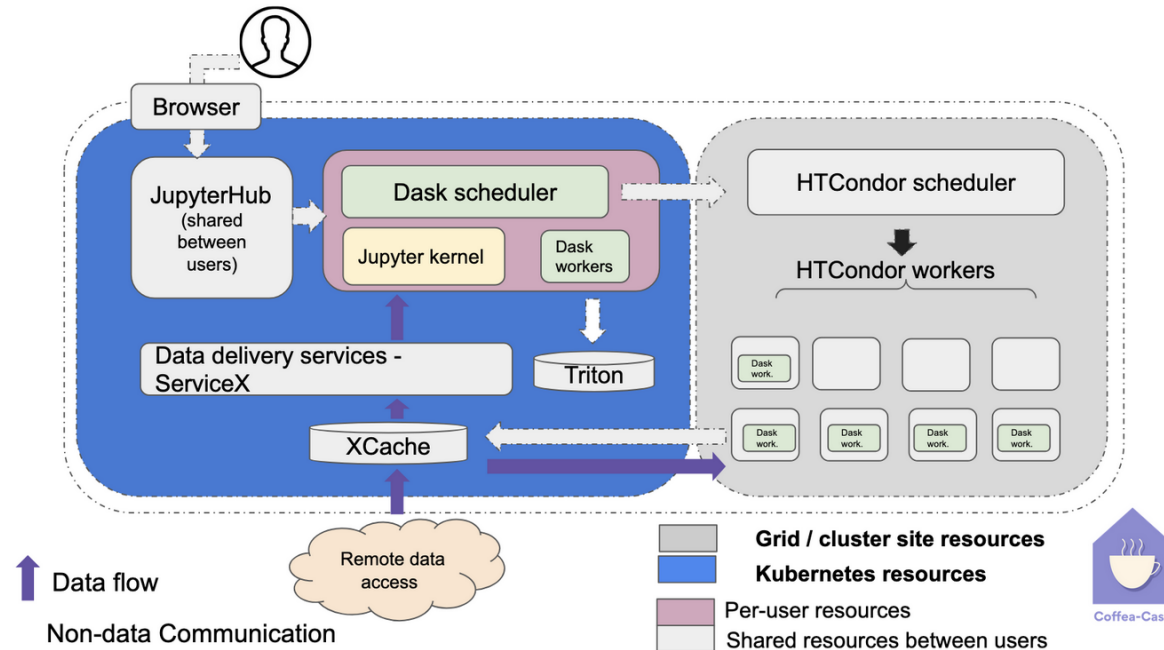 Browser
JupyterHub
(shared
between
users)
Dask scheduler
Jupyter kernel
Dask
workers
HTCondor scheduler
HTCondor workers
Data delivery services -
ServiceX
Triton
XCache
Dask
work.
Dask
work.
Dask
work.
Dask
work.
Dask
work.
Remote data
access
Data flow
Non-data Communication
Grid / cluster site resources
Kubernetes resources
Per-user resources
Shared resources between users
Coffea-Cas